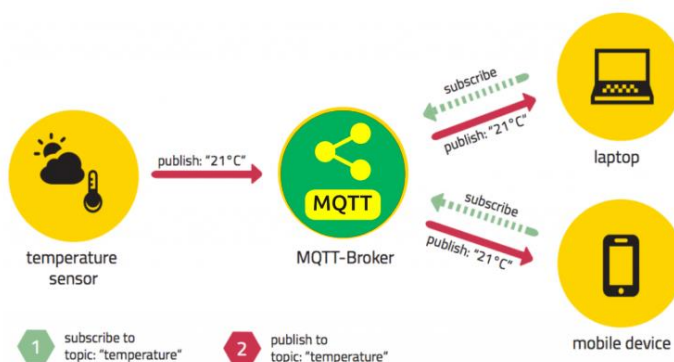 subscribe
publish: "21°C"
laptop
publish: "21°C"
MQTT
temperature
sensor
MQTT-Broker
subscribe
publish: "21°C"
mobile device
1
subscribe to
topic: "temperature"
2
publish to
topic: "temperature"